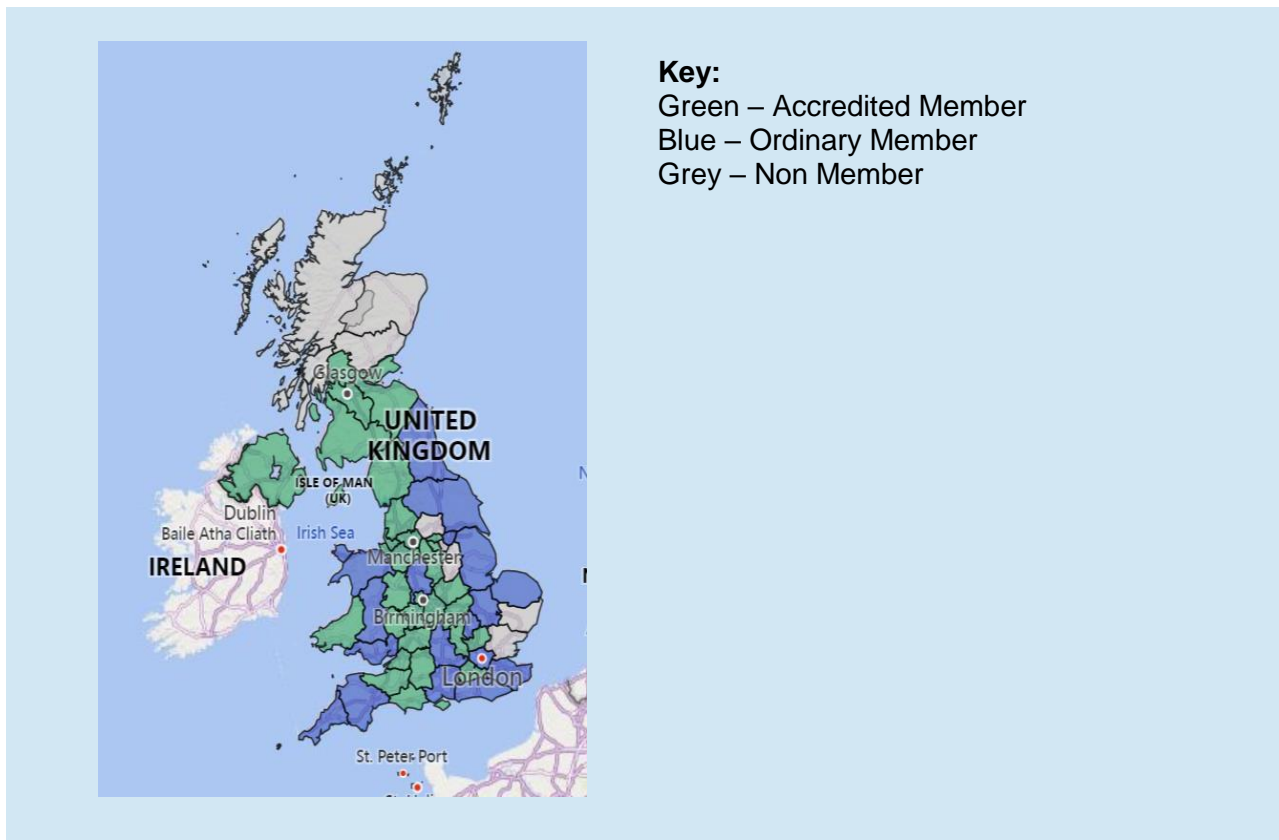 Key:
Green – Accredited Member
Blue – Ordinary Member
Grey – Non Member
Glasgow
UNITED
KINGDOM
ISLE OF MAN
(UK)
Dublin
Baile Atha Cliath
Irish Sea
IRELAND
Manchester
Birmingham
London
St. Peter Port